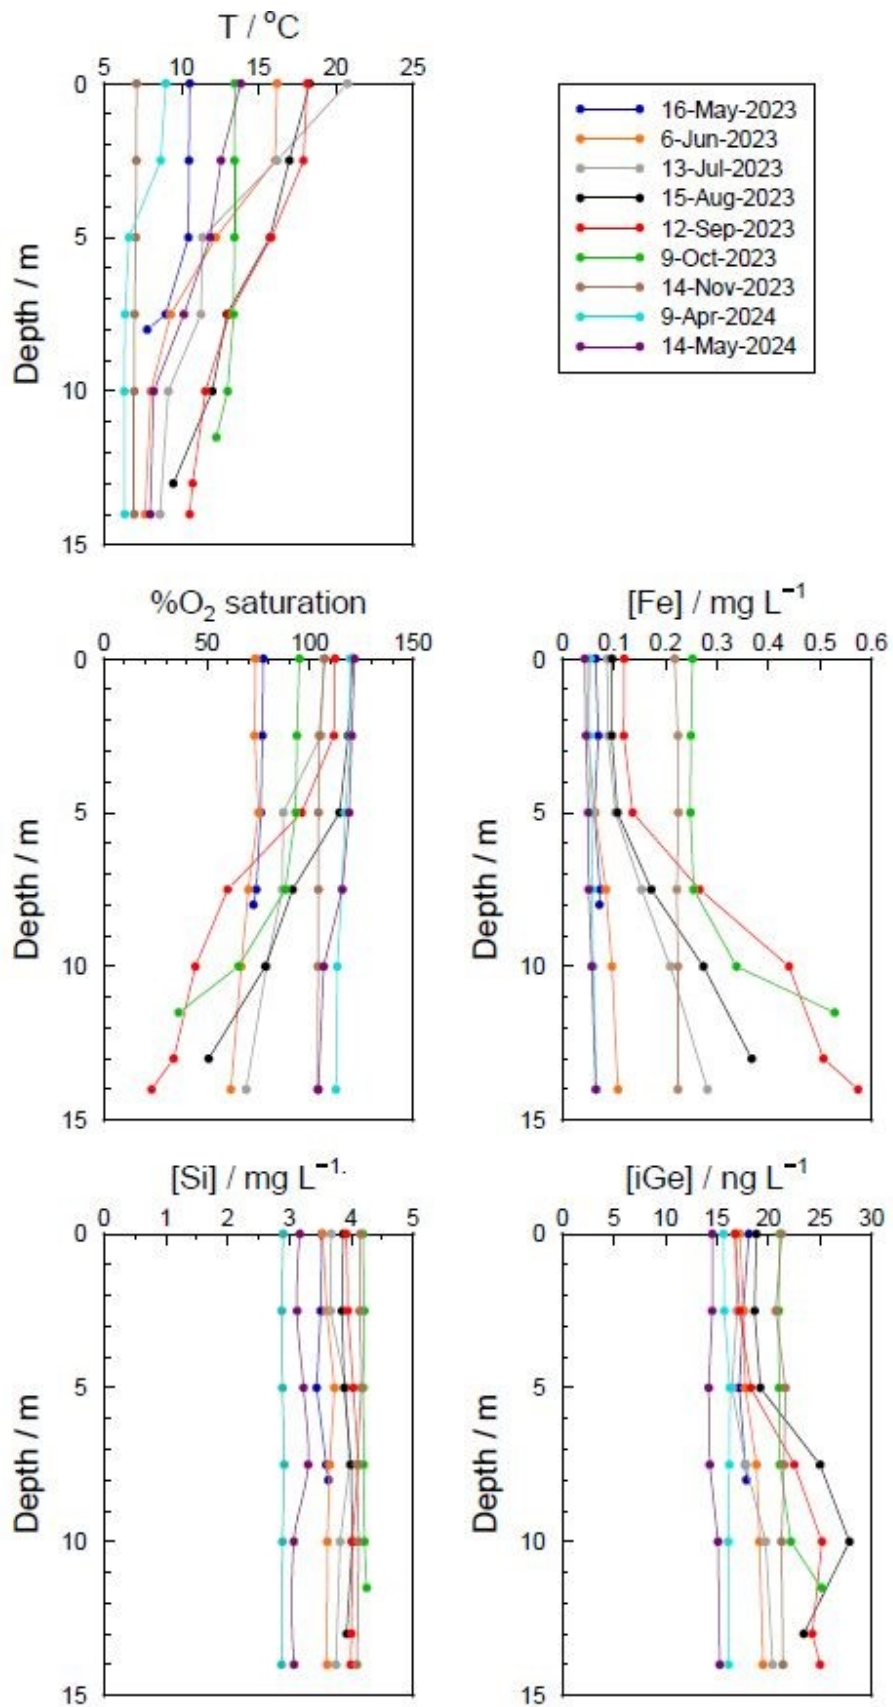 T / °C
5 10 15 20 25
0
5
10
15
Depth / m
16-May-2023
6-Jun-2023
13-Jul-2023
15-Aug-2023
12-Sep-2023
9-Oct-2023
14-Nov-2023
9-Apr-2024
14-May-2024
%O₂ saturation
0 50 100 150
0
5
10
15
Depth / m
[Fe] / mg L⁻¹
0 0.1 0.2 0.3 0.4 0.5 0.6
0
5
10
15
Depth / m
[Si] / mg L⁻¹·
0 1 2 3 4 5
0
5
10
15
Depth / m
[iGe] / ng L⁻¹
0 5 10 15 20 25 30
0
5
10
15
Depth / m